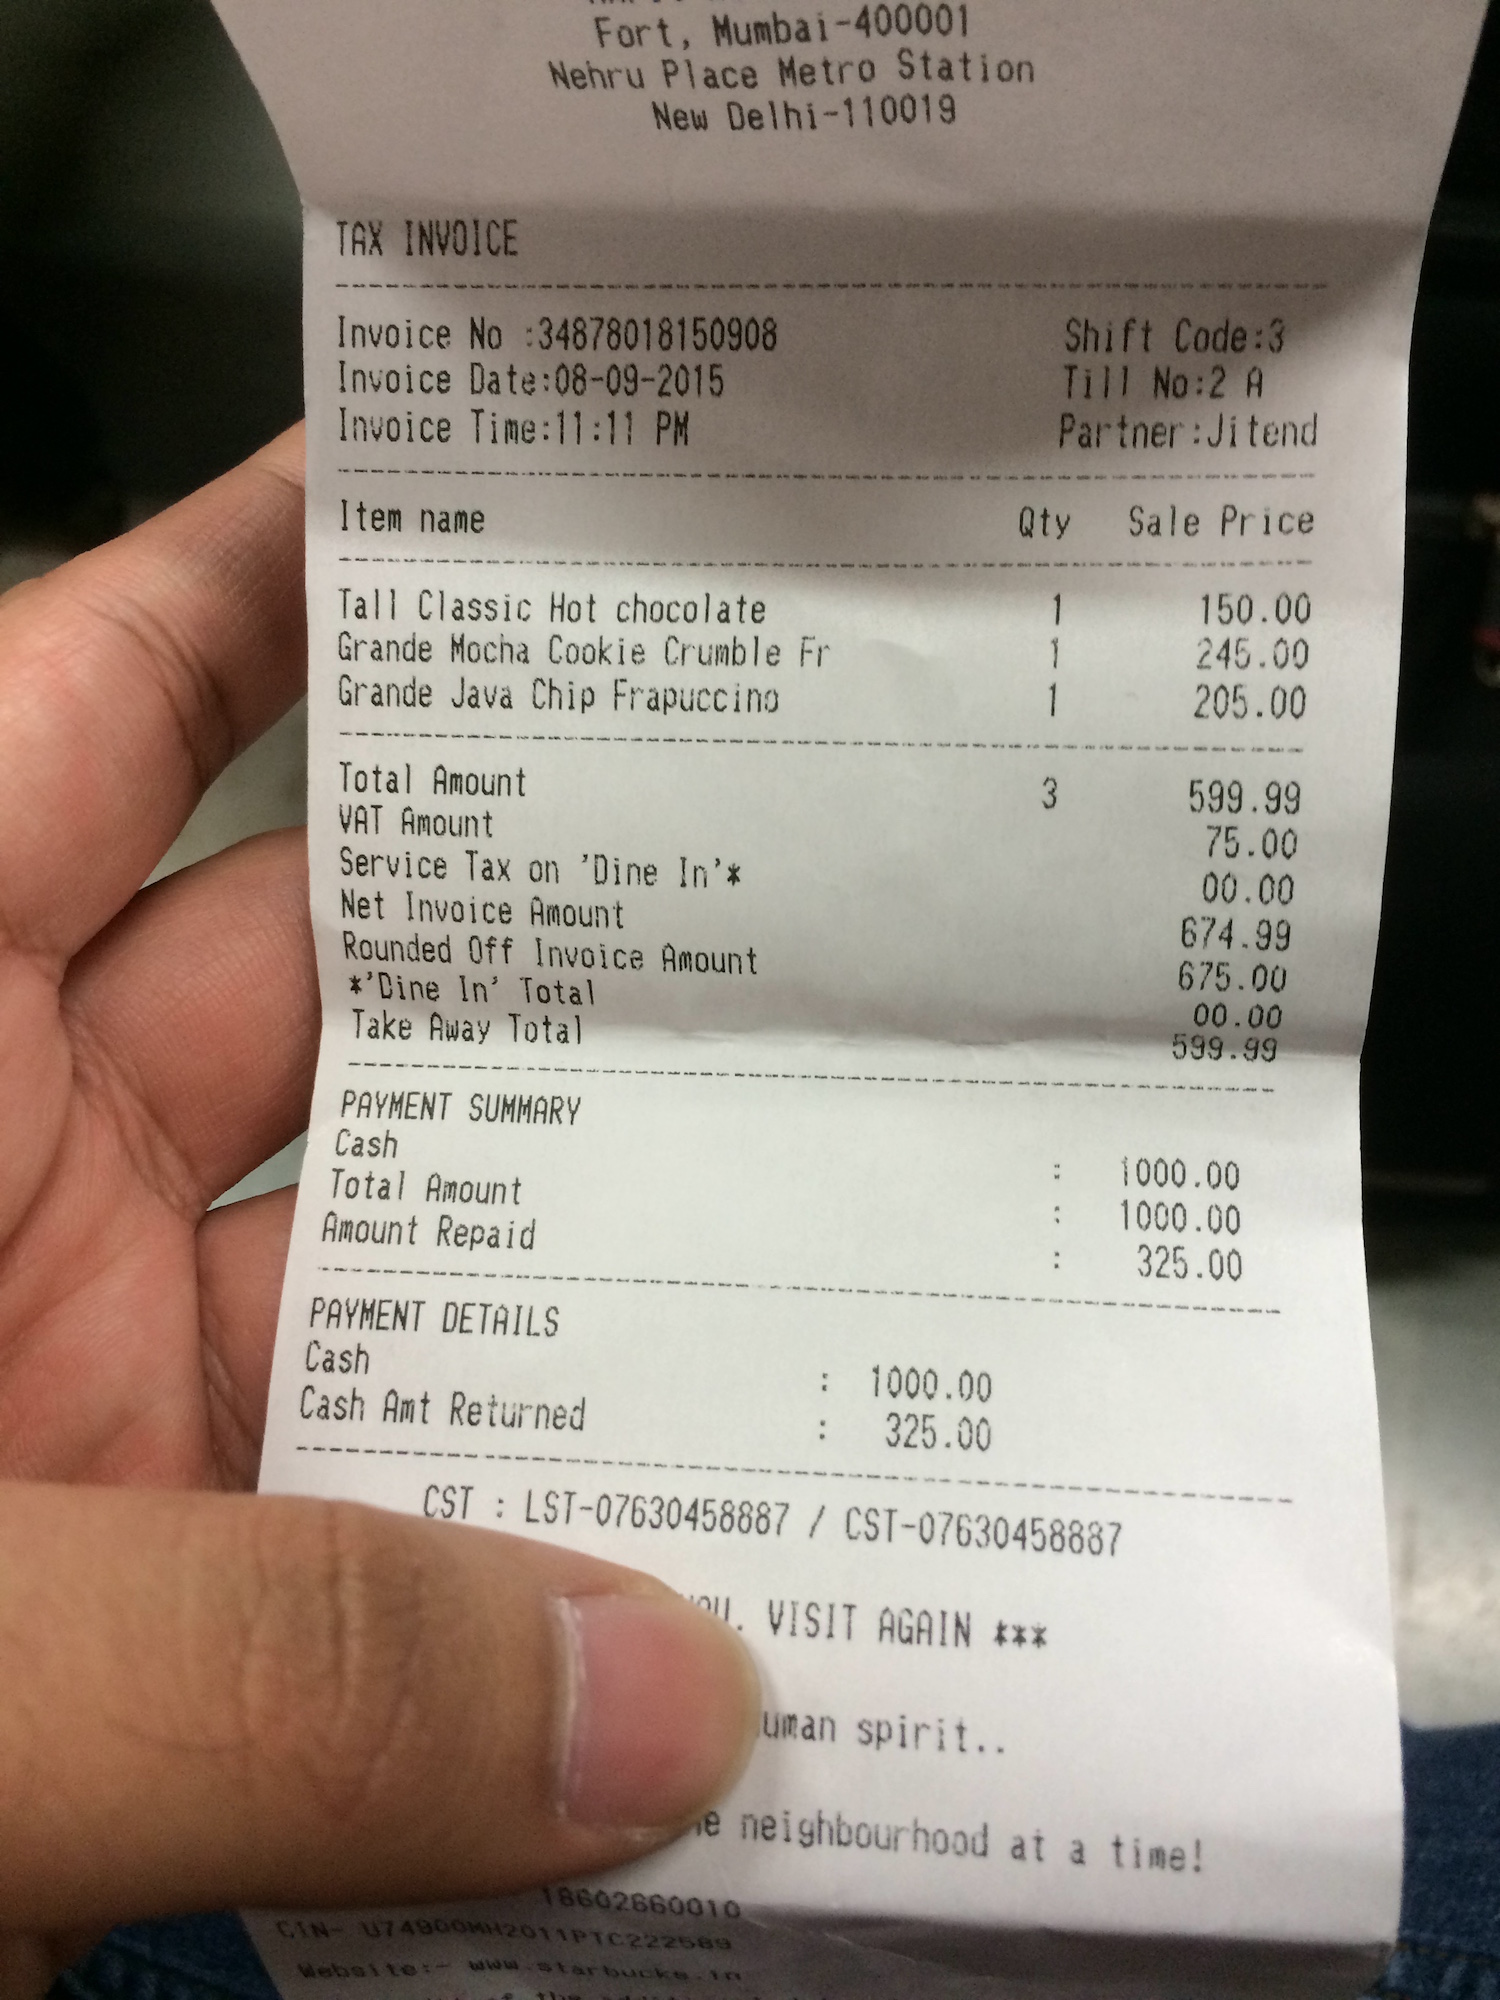 Fort, Mumbai-400001
Nehru Place Metro Station
New Delhi-110019
TAX INVOICE
Invoice No :34878018150908 Shift Code:3
Invoice Date:08-09-2015 Till No:2 A
Invoice Time:11:11 PM Partner:Jitend
Item name Qty Sale Price
Tall Classic Hot chocolate 1 150.00
Grande Mocha Cookie Crumble Fr 1 245.00
Grande Java Chip Frapuccino 1 205.00
Total Amount 3 599.99
VAT Amount 75.00
Service Tax on 'Dine In'* 00.00
Net Invoice Amount 674.99
Rounded Off Invoice Amount 675.00
*'Dine In' Total 00.00
Take Away Total 599.99
PAYMENT SUMMARY
Cash : 1000.00
Total Amount : 1000.00
Amount Repaid : 325.00
PAYMENT DETAILS
Cash : 1000.00
Cash Amt Returned : 325.00
CST : LST-07630458887 / CST-07630458887
VISIT AGAIN ***
spirit..
neighbourhood at a time!
18602660010
CIN- U74900MH2011PTC222589
Website:- www.starbucks.in
of the